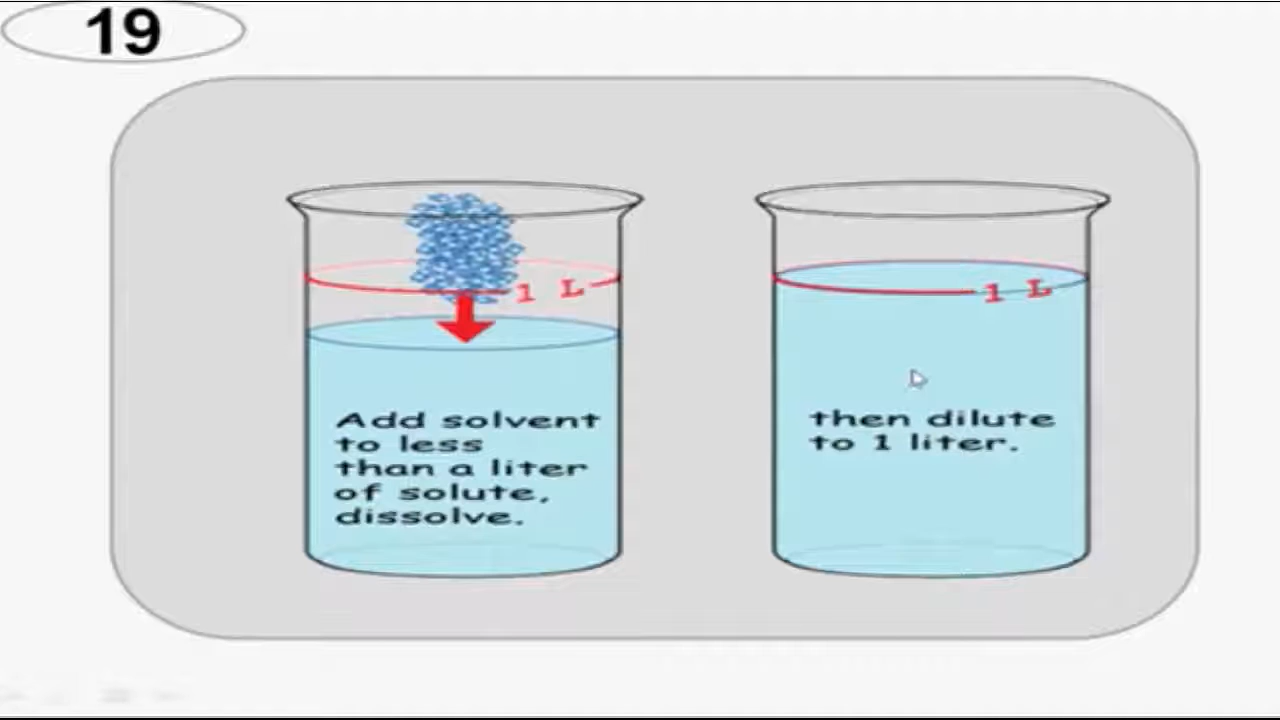 19
1 L
Add solvent
to less
than a liter
of solute,
dissolve.
1 L
then dilute
to 1 liter.